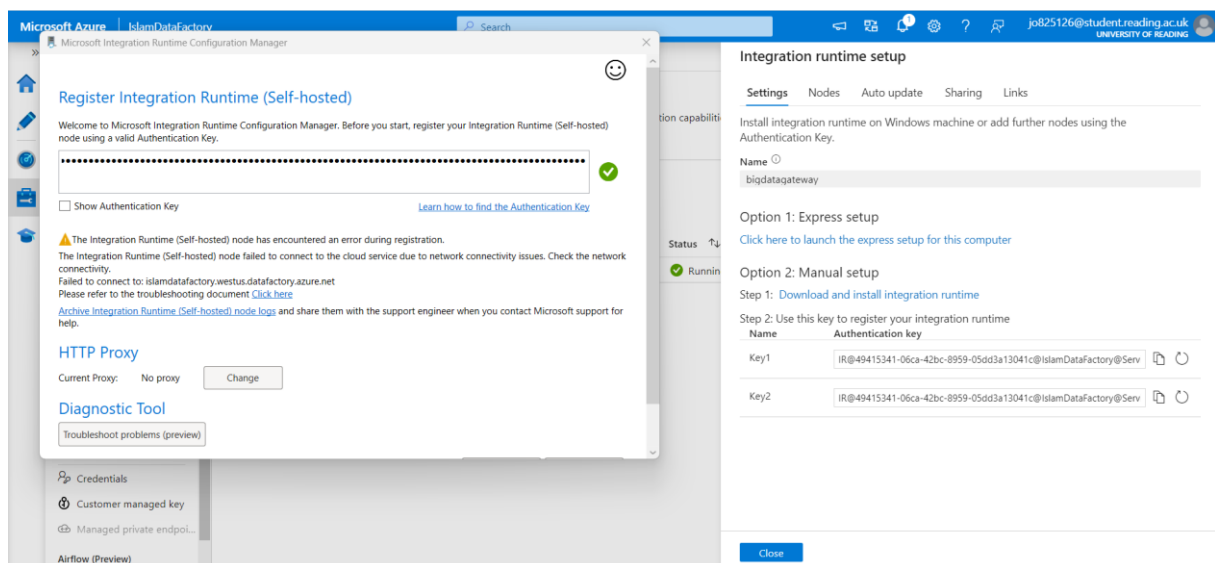 Microsoft Azure
IslamDataFactory
Search
1
jo825126@student.reading.ac.uk
UNIVERSITY OF READING
Microsoft Integration Runtime Configuration Manager
Register Integration Runtime (Self-hosted)
Welcome to Microsoft Integration Runtime Configuration Manager. Before you start, register your Integration Runtime (Self-hosted)
node using a valid Authentication Key.
Show Authentication Key
Learn how to find the Authentication Key
The Integration Runtime (Self-hosted) node has encountered an error during registration.
The Integration Runtime (Self-hosted) node failed to connect to the cloud service due to network connectivity issues. Check the network
connectivity.
Failed to connect to: islamdatafactory.westus.datafactory.azure.net
Please refer to the troubleshooting document Click here
Archive Integration Runtime (Self-hosted) node logs and share them with the support engineer when you contact Microsoft support for
help.
HTTP Proxy
Current Proxy: No proxy
Change
Diagnostic Tool
Troubleshoot problems (preview)
Credentials
Customer managed key
Managed private endpoi...
Airflow (Preview)
tion capabiliti
Status
Runnin
Integration runtime setup
Settings Nodes Auto update Sharing Links
Install integration runtime on Windows machine or add further nodes using the
Authentication Key.
Name
bigdatagateway
Option 1: Express setup
Click here to launch the express setup for this computer
Option 2: Manual setup
Step 1: Download and install integration runtime
Step 2: Use this key to register your integration runtime
Name Authentication key
Key1 IR@49415341-06ca-42bc-8959-05dd3a13041c@IslamDataFactory@Serv
Key2 IR@49415341-06ca-42bc-8959-05dd3a13041c@IslamDataFactory@Serv
Close